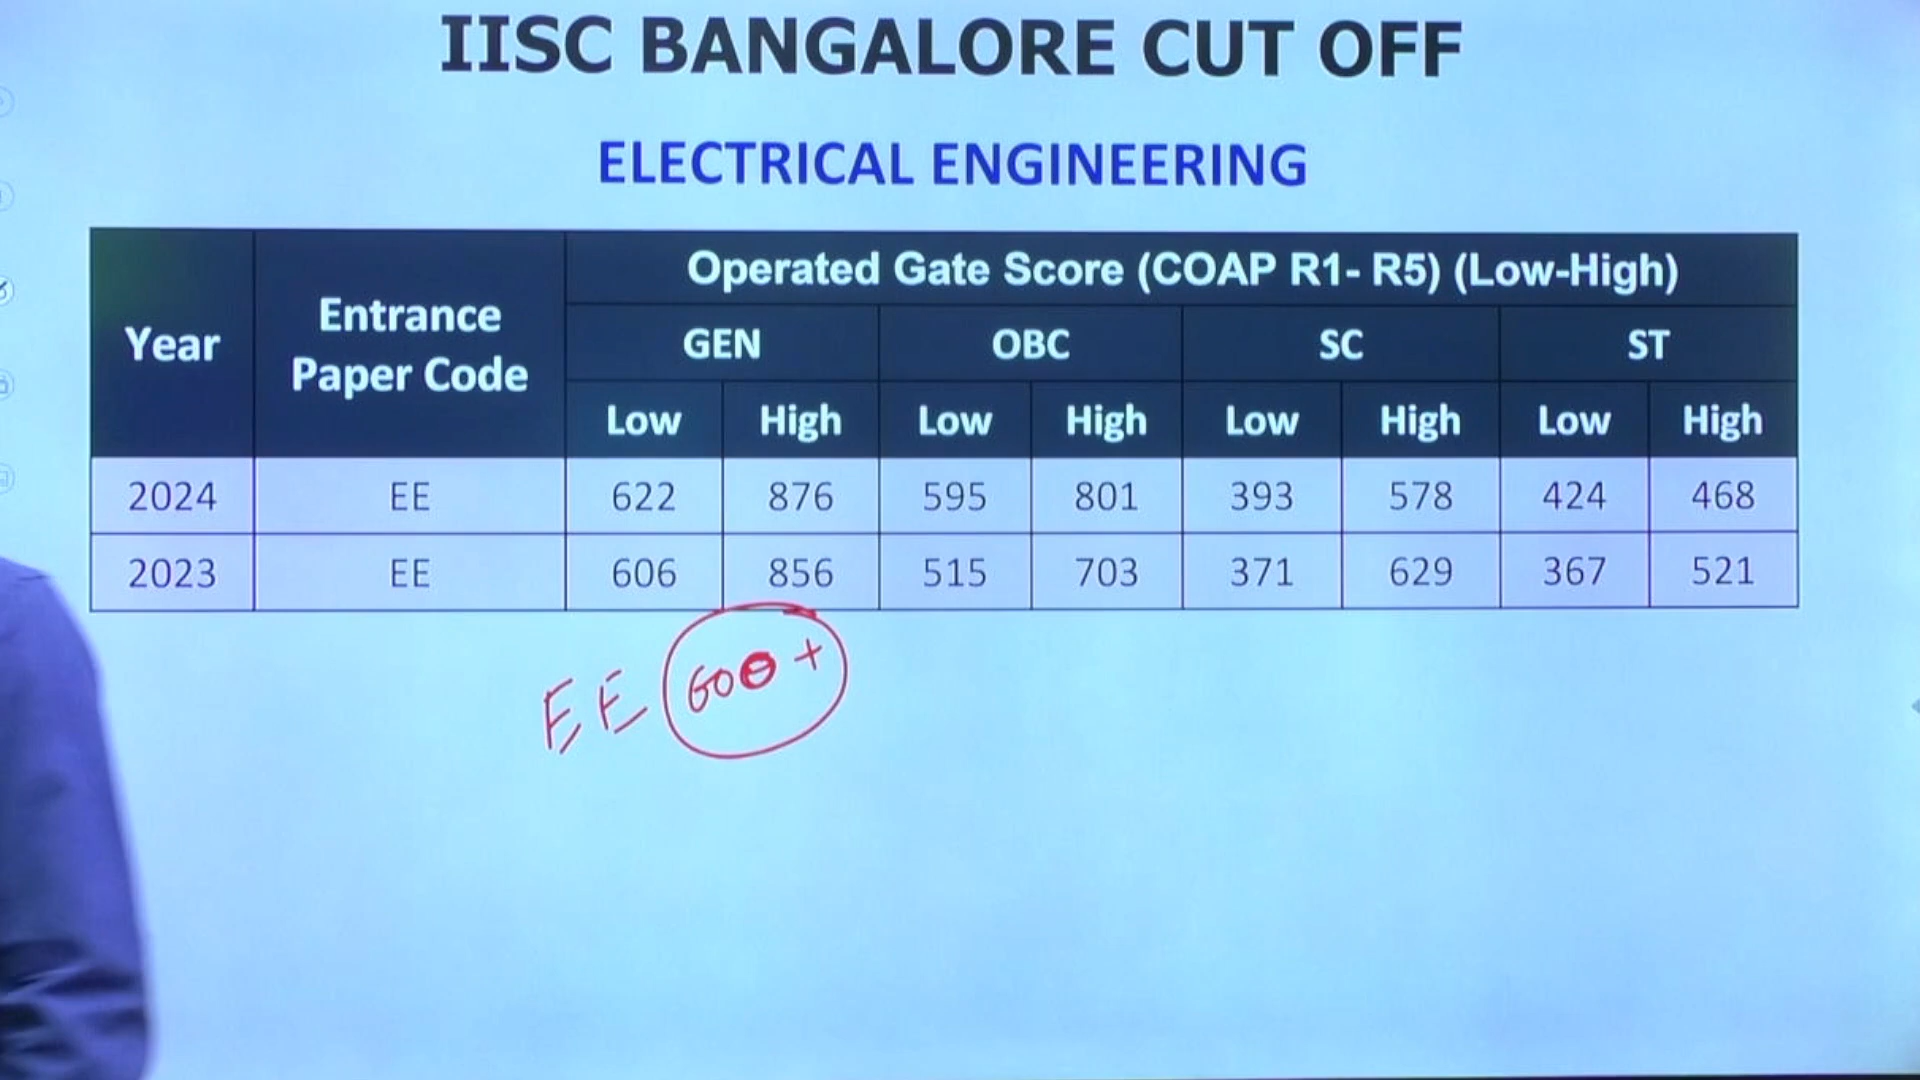 IISC BANGALORE CUT OFF
ELECTRICAL ENGINEERING
Year Entrance Paper Code Operated Gate Score (COAP R1- R5) (Low-High)
GEN OBC SC ST
Low High Low High Low High Low High
2024 EE 622 876 595 801 393 578 424 468
2023 EE 606 856 515 703 371 629 367 521
EE 600 +